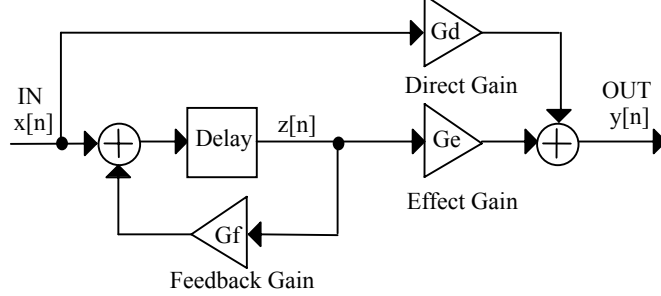 Gd
Direct Gain
IN
x[n]
OUT
y[n]
Delay
z[n]
Ge
Effect Gain
Gf
Feedback Gain